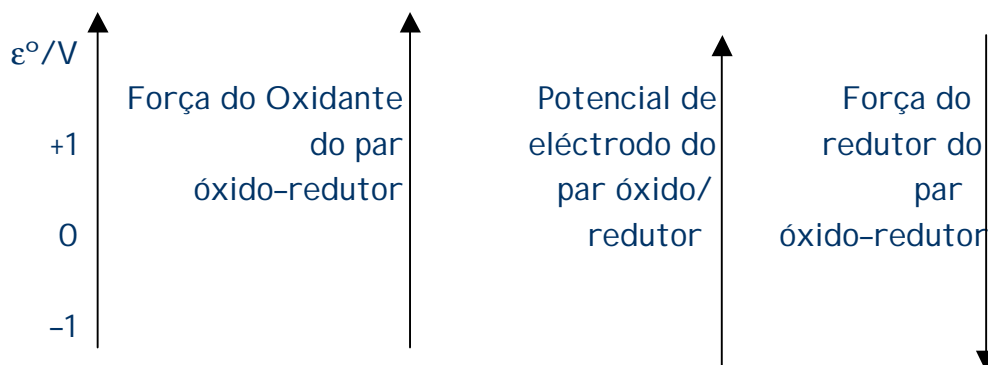 εº/V
+1
0
–1
Força do Oxidante
do par
óxido–redutor
Potencial de
eléctrodo do
par óxido/
redutor
Força do
redutor do
par
óxido–redutor